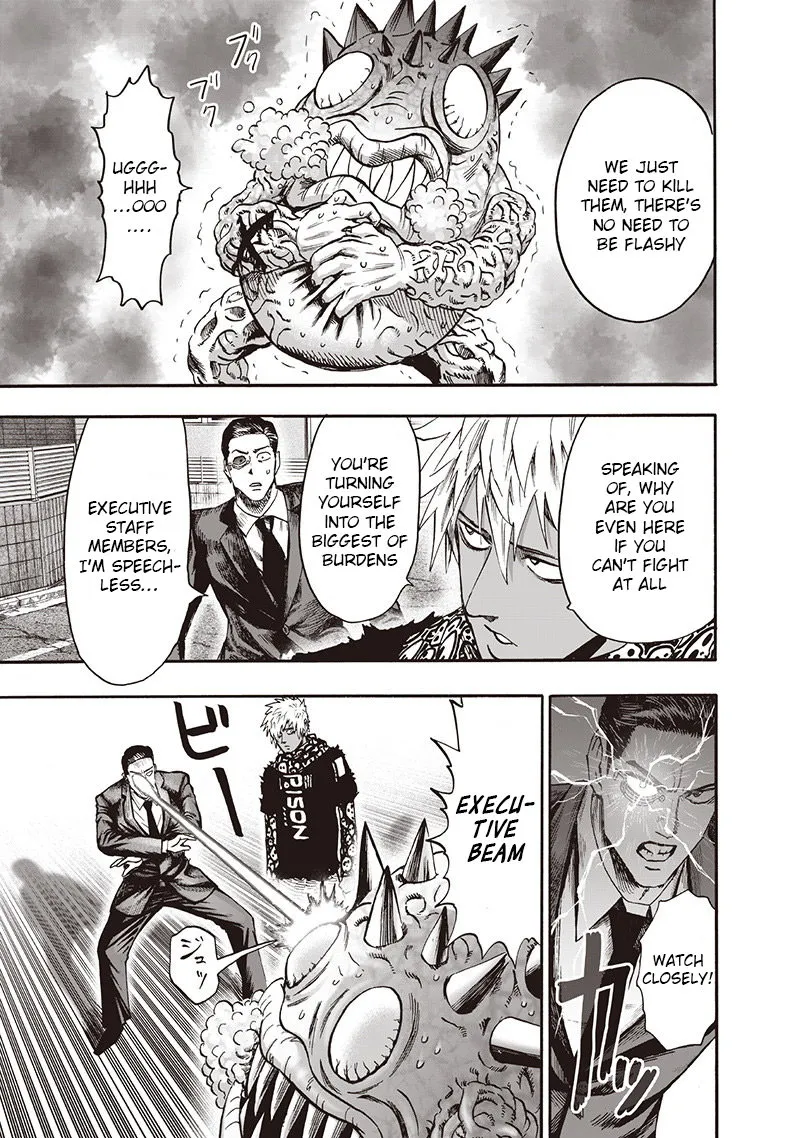 WE JUST
NEED TO KILL
THEM, THERE'S
NO NEED TO
BE FLASHY
ブク
ブク
UGGG-
HHH
...OOO
....
SPEAKING
OF, WHY
ARE YOU
EVEN HERE
IF YOU
CAN'T FIGHT
AT ALL
YOU'RE
TURNING
YOURSELF
INTO THE
BIGGEST OF
BURDENS
EXECUTIVE
STAFF
MEMBERS,
I'M SPEECH-
LESS...
WATCH
CLOSELY!
カッ
EXECU-
TIVE
BEAM
ビー
POISON
ジュッ